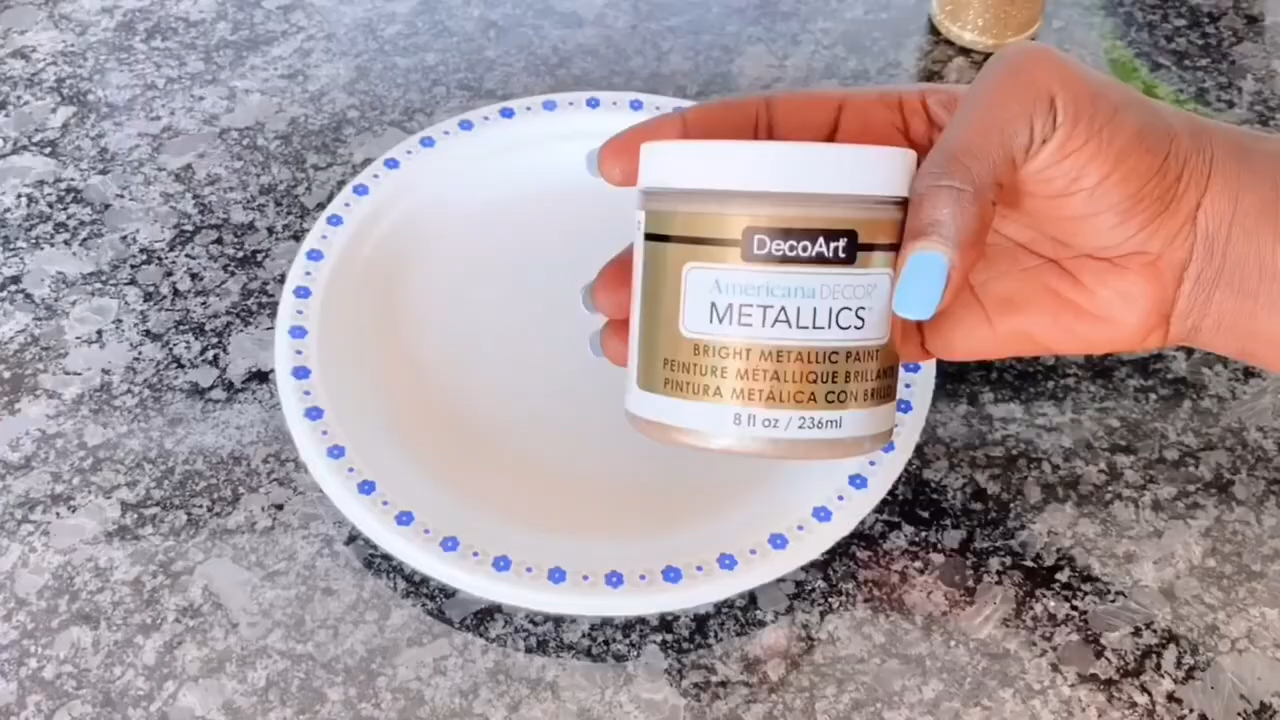 DecoArt
Americana DECOR
METALLICS
BRIGHT METALLIC PAINT
PEINTURE MÉTALLIQUE BRILLANTE
PINTURA METÁLICA CON BRILLO
8 fl oz / 236ml